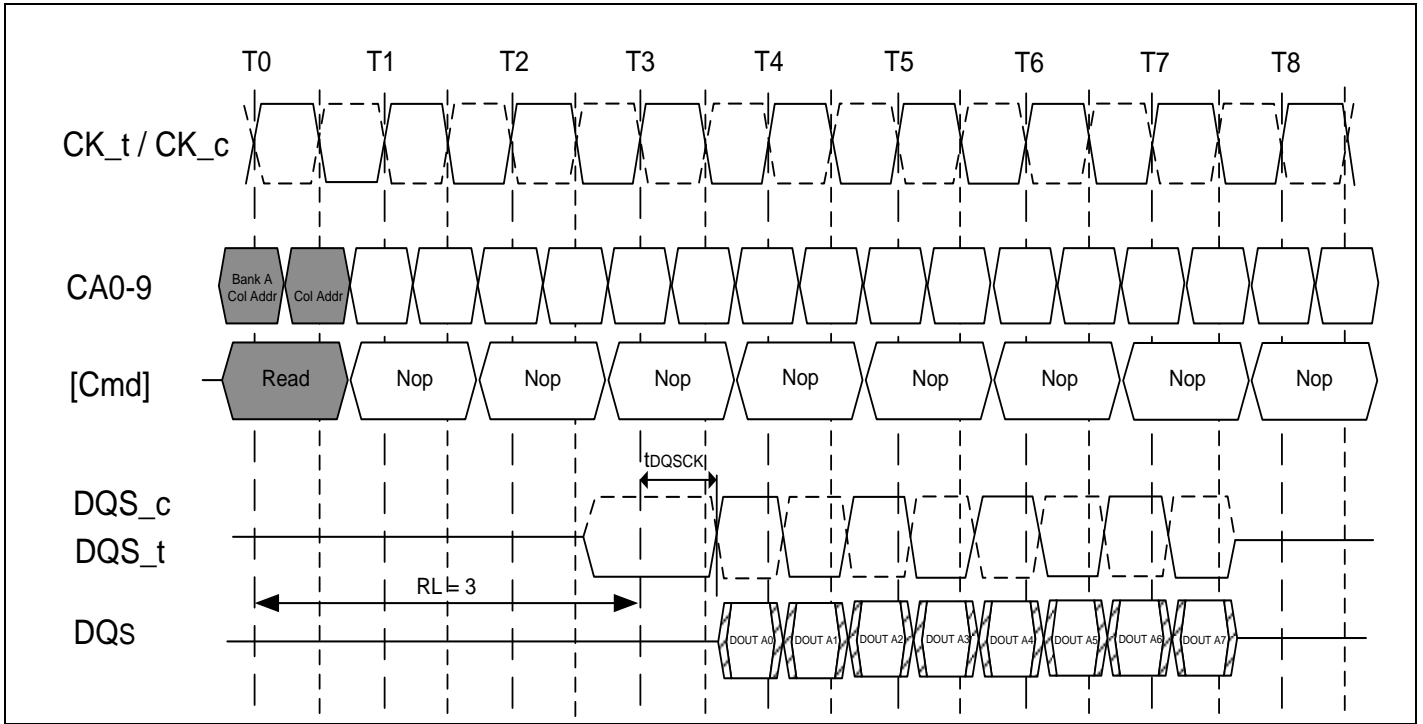 T0 T1 T2 T3 T4 T5 T6 T7 T8
CK_t / CK_c
CA0-9
Bank A
Col Addr
Col Addr
[Cmd]
Read Nop Nop Nop Nop Nop Nop Nop Nop
tDQSCK
DQS_c
DQS_t
RL = 3
DQs
DOUT A0 DOUT A1 DOUT A2 DOUT A3 DOUT A4 DOUT A5 DOUT A6 DOUT A7